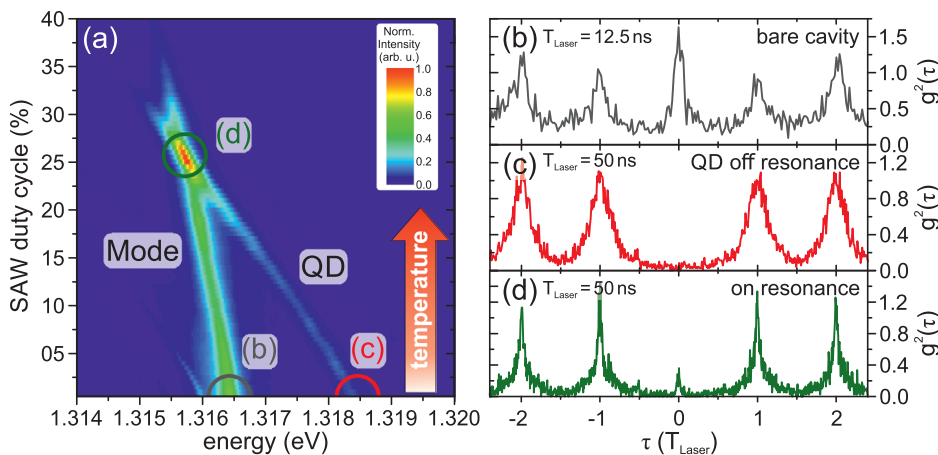 (a)
Norm.
Intensity
(arb. u.)
1.0
0.8
0.6
0.4
0.2
0.0
(d)
Mode
QD
(b)
(c)
temperature
SAW duty cycle (%)
40
35
30
25
20
15
10
05
1.314 1.315 1.316 1.317 1.318 1.319 1.320
energy (eV)
(b) T_Laser = 12.5 ns bare cavity
1.5
1.0
0.5
g²(τ)
(c) T_Laser = 50 ns QD off resonance
1.2
0.8
0.4
0.0
g²(τ)
(d) T_Laser = 50 ns on resonance
1.2
0.8
0.4
0.0
g²(τ)
-2 -1 0 1 2
τ (T_Laser)